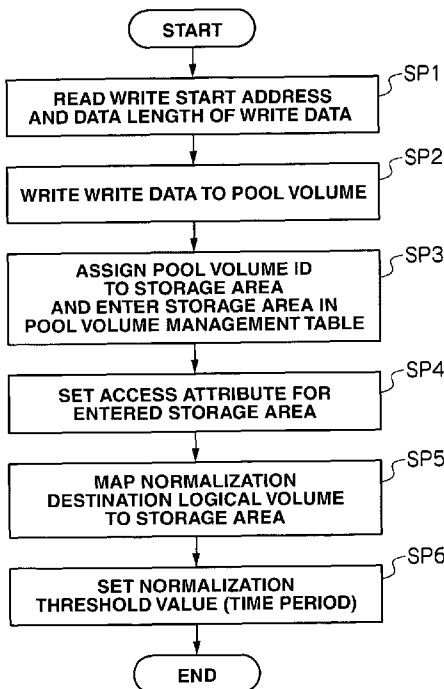 START
SP1
READ WRITE START ADDRESS
AND DATA LENGTH OF WRITE DATA
SP2
WRITE WRITE DATA TO POOL VOLUME
SP3
ASSIGN POOL VOLUME ID
TO STORAGE AREA
AND ENTER STORAGE AREA IN
POOL VOLUME MANAGEMENT TABLE
SP4
SET ACCESS ATTRIBUTE FOR
ENTERED STORAGE AREA
SP5
MAP NORMALIZATION
DESTINATION LOGICAL VOLUME
TO STORAGE AREA
SP6
SET NORMALIZATION
THRESHOLD VALUE (TIME PERIOD)
END